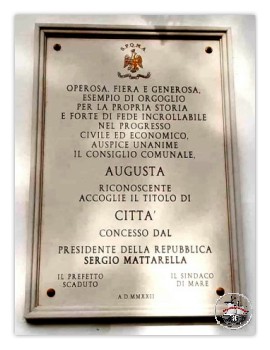 OPEROSA, FIERA E GENEROSA,
ESEMPIO DI ORGOGLIO
PER LA PROPRIA STORIA
E FORTE DI FEDE INCROLLABILE
NEL PROGRESSO
CIVILE ED ECONOMICO,
AUSPICE UNANIME
IL CONSIGLIO COMUNALE,
AUGUSTA
RICONOSCENTE
ACCOGLIE IL TITOLO DI
CITTA'
CONCESSO DAL
PRESIDENTE DELLA REPUBBLICA
SERGIO MATTARELLA
IL PREFETTO IL SINDACO
SCADUTO DI MARE
A.D.MMXXII